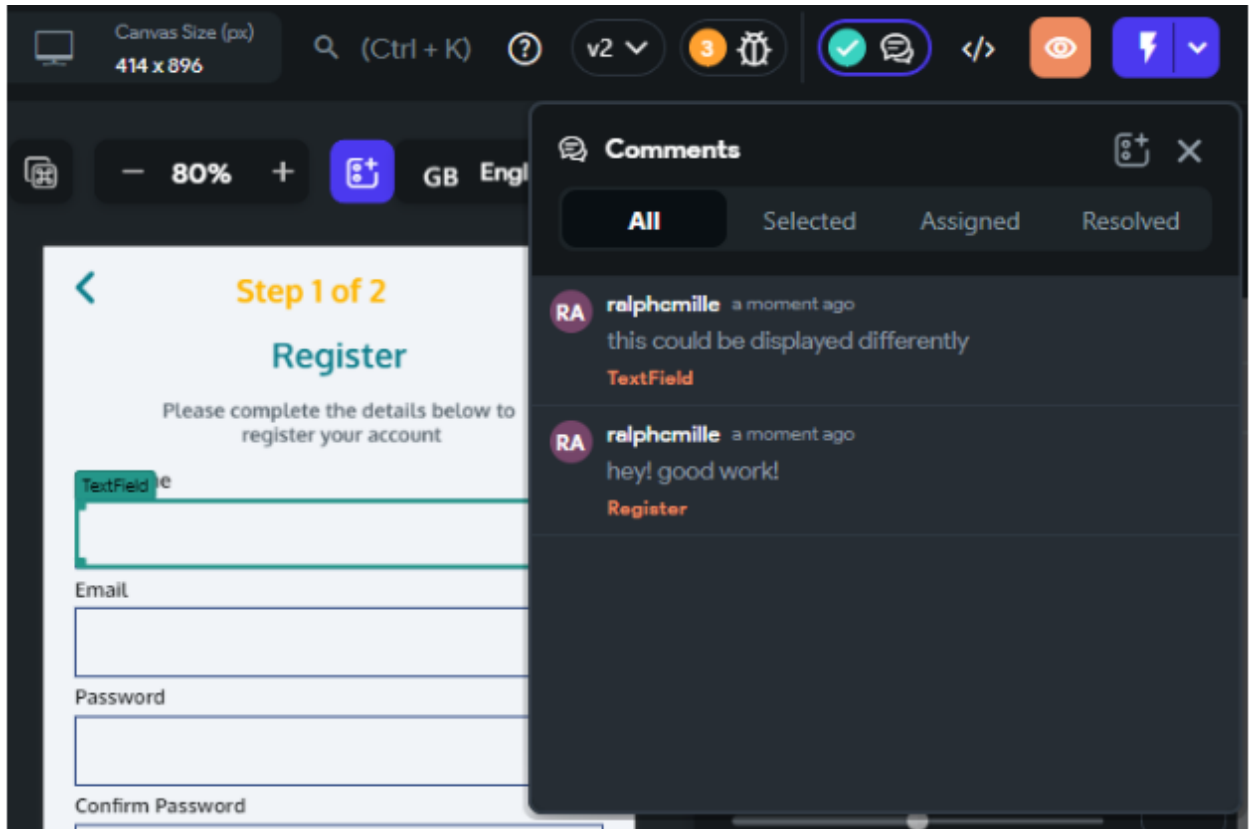 Canvas Size (px)
414 x 896
(Ctrl + K)
?
v2
3
</>
80%
GB Engl
Comments
All Selected Assigned Resolved
RA ralphcmille a moment ago
this could be displayed differently
TextField
RA ralphcmille a moment ago
hey! good work!
Register
Step 1 of 2
Register
Please complete the details below to
register your account
TextField e
Email
Password
Confirm Password